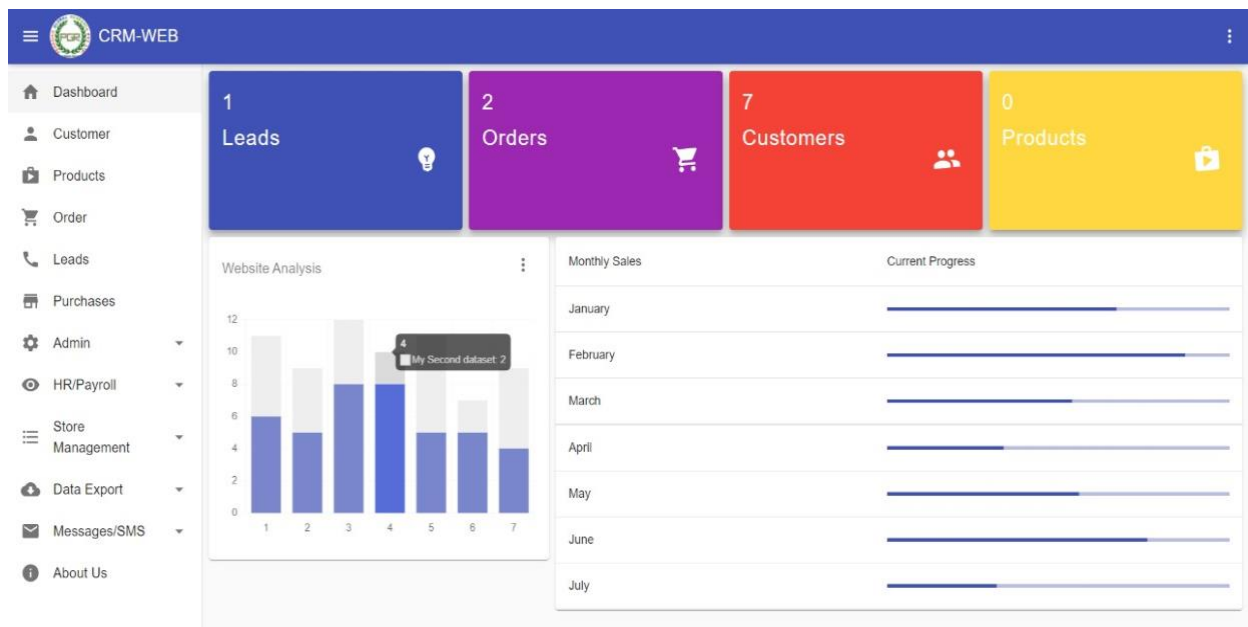 CRM-WEB
PGR
Dashboard
Customer
Products
Order
Leads
Purchases
Admin
HR/Payroll
Store
Management
Data Export
Messages/SMS
About Us
1
Leads
2
Orders
7
Customers
0
Products
Website Analysis
12
10
8
6
4
2
0
1 2 3 4 5 6 7
4
My Second dataset: 2
Monthly Sales Current Progress
January
February
March
April
May
June
July